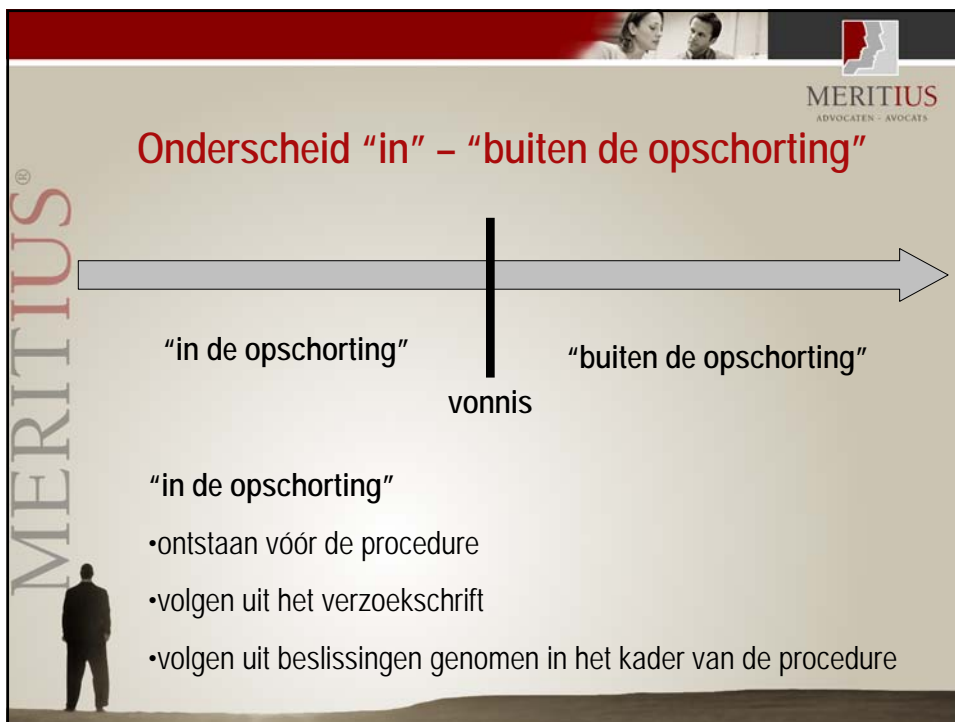 MERITIUS
ADVOCATEN - AVOCATS
Onderscheid “in” – “buiten de opschorting”
MERITIUS®
“in de opschorting”
“buiten de opschorting”
vonnis
“in de opschorting”
•ontstaan vóór de procedure
•volgen uit het verzoekschrift
•volgen uit beslissingen genomen in het kader van de procedure